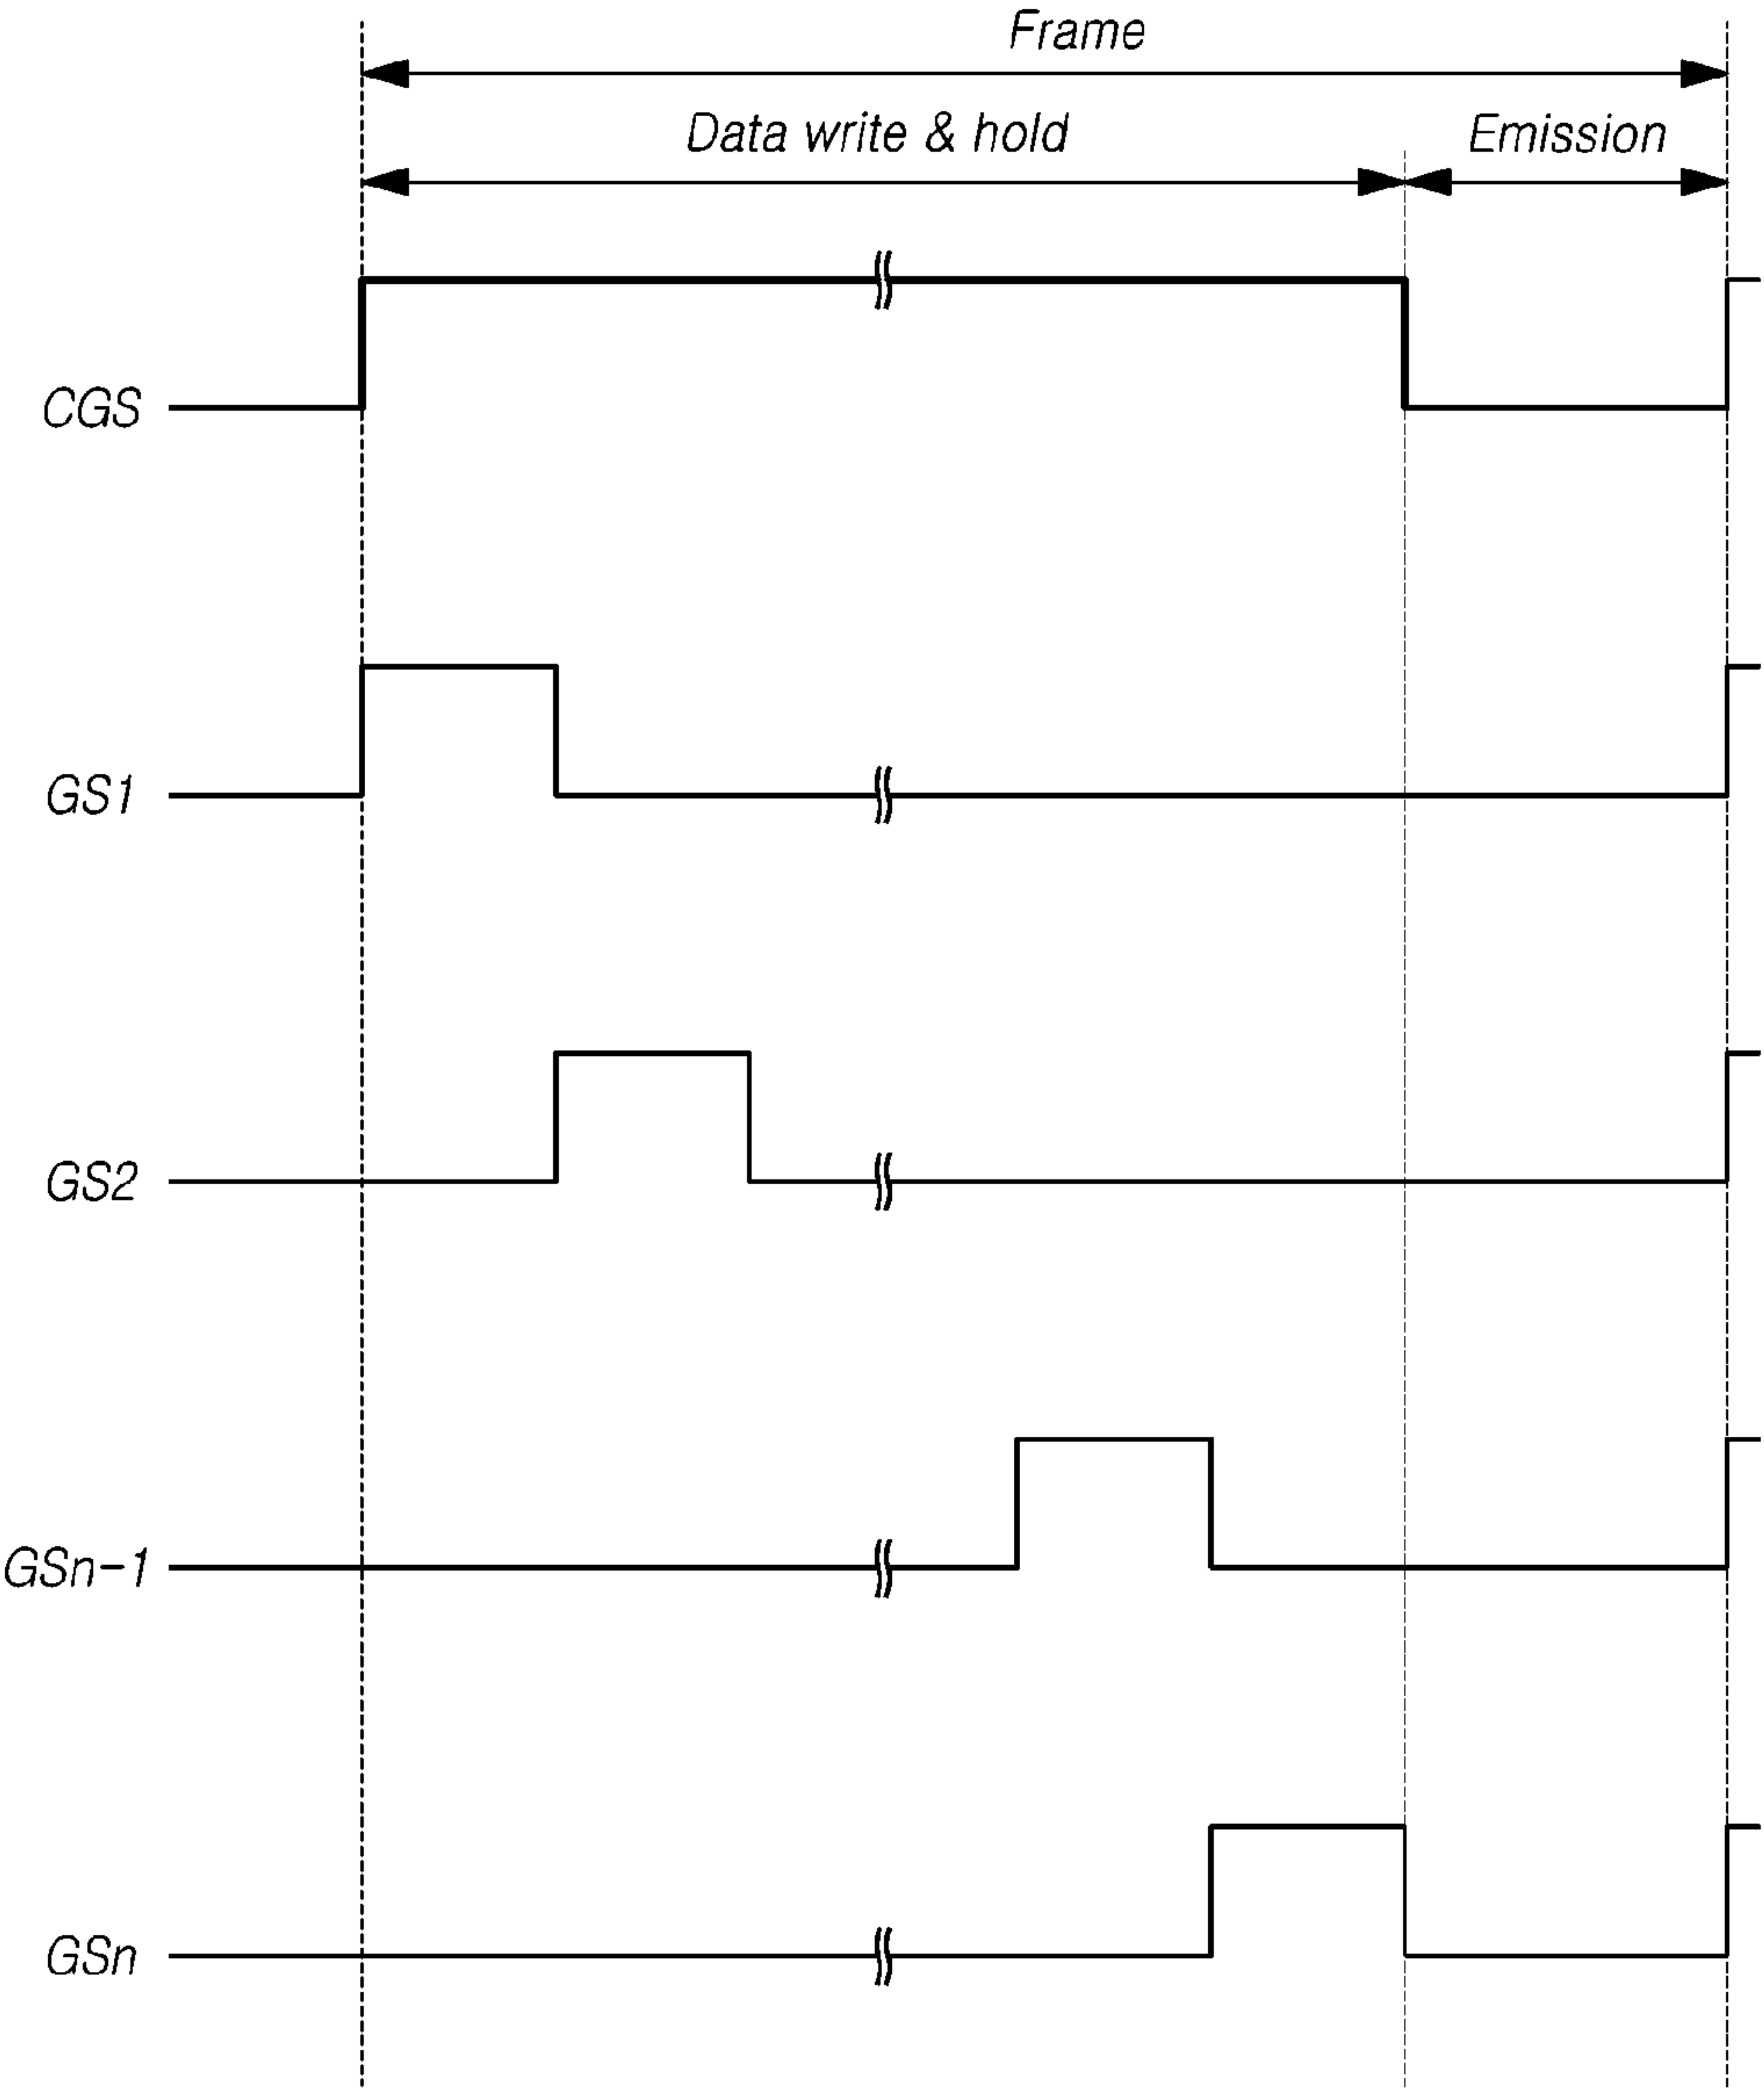 Frame
Data write & hold
Emission
CGS
GS1
GS2
GSn-1
GSn